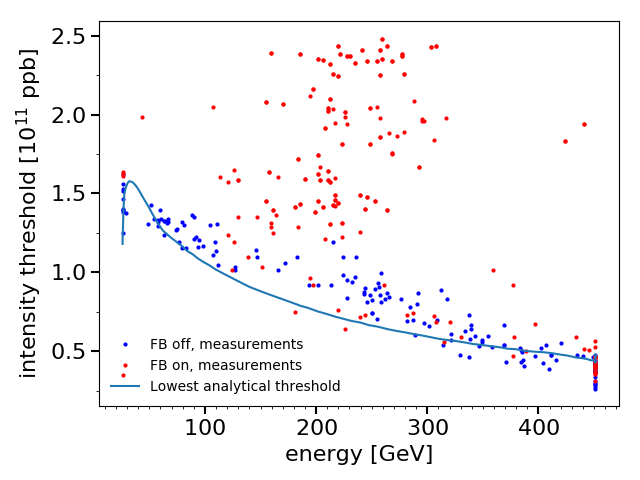 2.5
2.0
1.5
1.0
0.5
intensity threshold [10¹¹ ppb]
FB off, measurements
FB on, measurements
Lowest analytical threshold
100
200
300
400
energy [GeV]